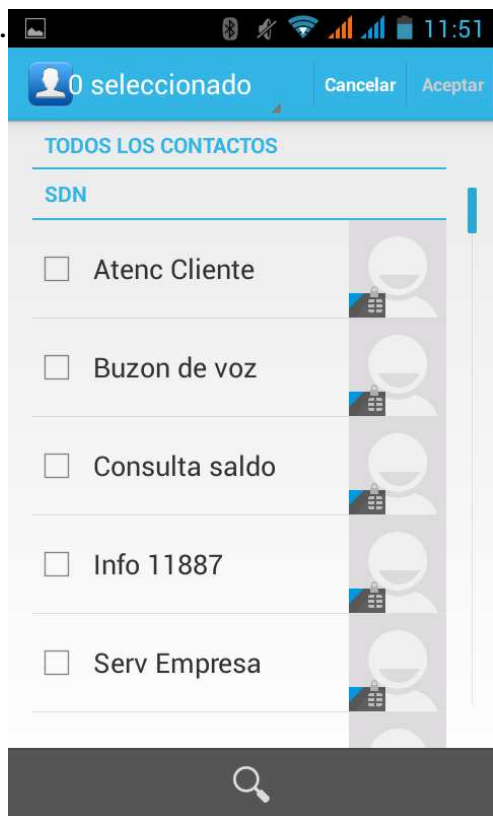 .
11:51
0 seleccionado
Cancelar
Aceptar
TODOS LOS CONTACTOS
SDN
Atenc Cliente
Buzon de voz
Consulta saldo
Info 11887
Serv Empresa